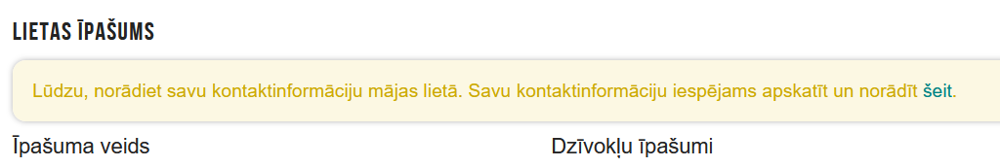 LIETAS ĪPAŠUMS
Lūdzu, norādiet savu kontaktinformāciju mājas lietā. Savu kontaktinformāciju iespējams apskatīt un norādīt šeit.
Īpašuma veids
Dzīvokļu īpašumi